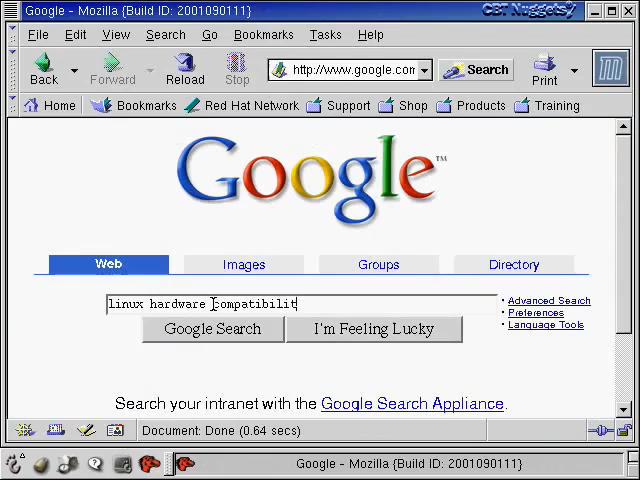 Google - Mozilla {Build ID: 2001090111}
CBT Nuggets
File Edit View Search Go Bookmarks Tasks Help
Back Forward Reload Stop http://www.google.com Search Print
Home Bookmarks Red Hat Network Support Shop Products Training
Google™
Web Images Groups Directory
linux hardware compatibilit
Advanced Search
Preferences
Language Tools
Google Search I'm Feeling Lucky
Search your intranet with the Google Search Appliance.
Document: Done (0.64 secs)
Google - Mozilla {Build ID: 2001090111}